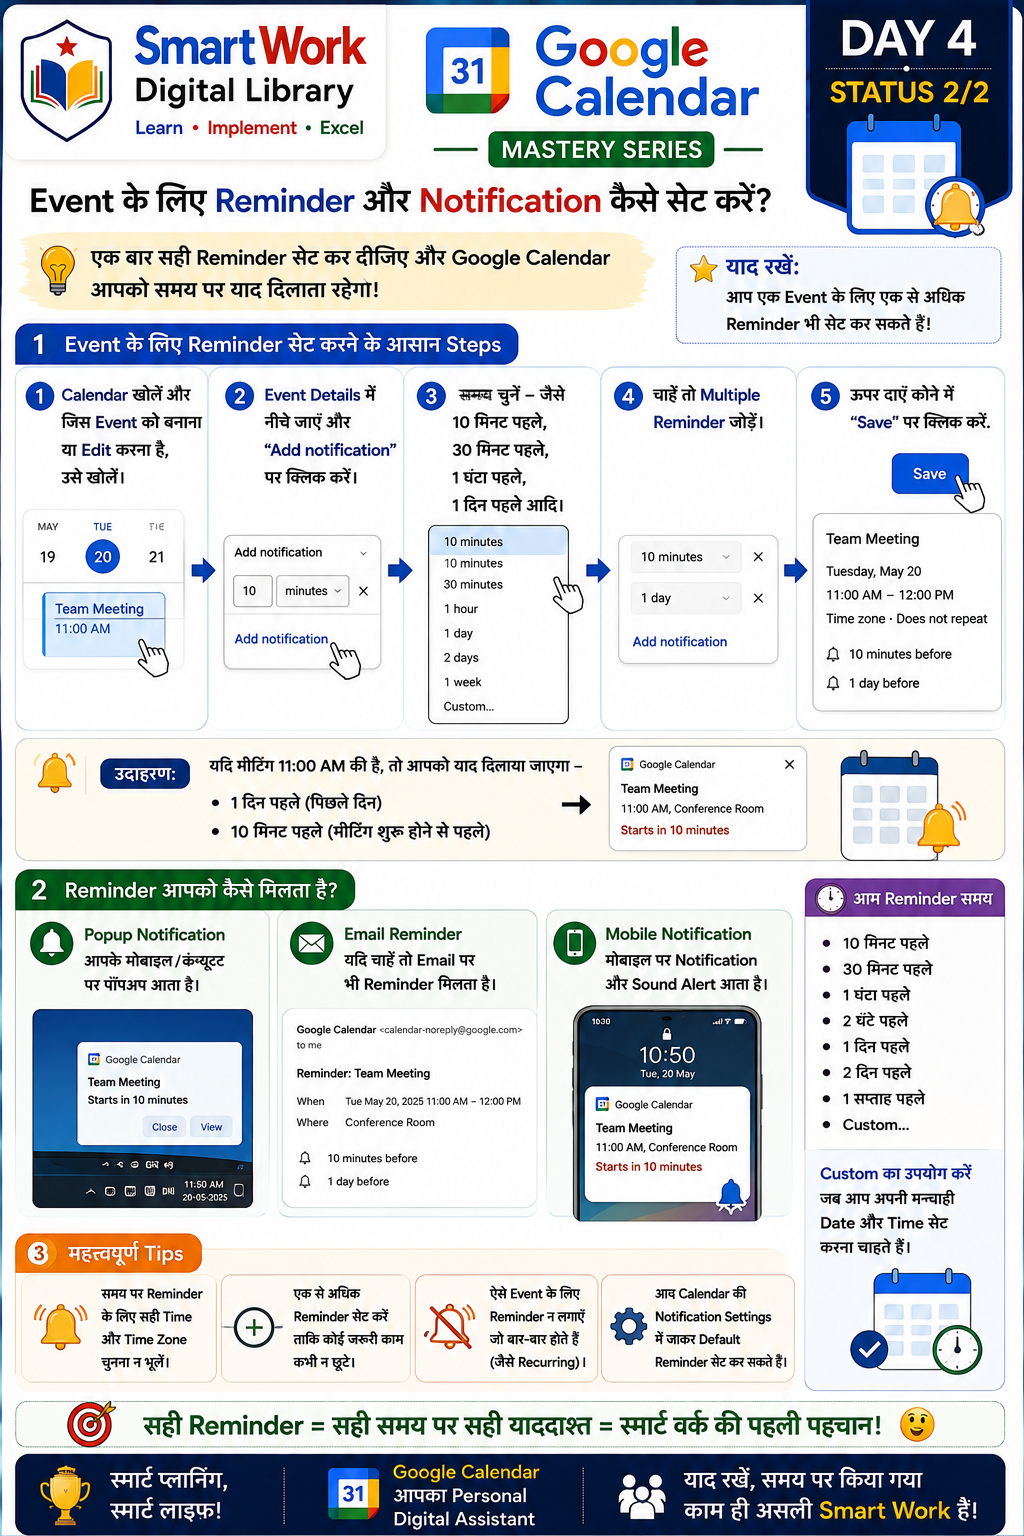 SmartWork
Digital Library
Learn • Implement • Excel
31
Google
Calendar
MASTERY SERIES
DAY 4
STATUS 2/2
Event के लिए Reminder और Notification कैसे सेट करें?
एक बार सही Reminder सेट कर दीजिए और Google Calendar
आपको समय पर याद दिलाता रहेगा!
याद रखें:
आप एक Event के लिए एक से अधिक
Reminder भी सेट कर सकते हैं!
1 Event के लिए Reminder सेट करने के आसान Steps
1 Calendar खोलें और
जिस Event को बनाना
या Edit करना है,
उसे खोलें।
MAY TUE
19 20 21
Team Meeting
11:00 AM
2 Event Details में
नीचे जाएं और
“Add notification”
पर क्लिक करें।
Add notification
10 minutes ×
Add notification
3 समय चुनें – जैसे
10 मिनट पहले,
30 मिनट पहले,
1 घंटा पहले,
1 दिन पहले आदि।
10 minutes
10 minutes
30 minutes
1 hour
1 day
2 days
1 week
Custom...
4 चाहें तो Multiple
Reminder जोड़ें।
10 minutes ×
1 day ×
Add notification
5 ऊपर दाएं कोने में
“Save” पर क्लिक करें.
Save
Team Meeting
Tuesday, May 20
11:00 AM – 12:00 PM
Time zone · Does not repeat
10 minutes before
1 day before
उदाहरण:
यदि मीटिंग 11:00 AM की है, तो आपको याद दिलाया जाएगा –
• 1 दिन पहले (पिछले दिन)
• 10 मिनट पहले (मीटिंग शुरू होने से पहले)
Google Calendar ×
Team Meeting
11:00 AM, Conference Room
Starts in 10 minutes
2 Reminder आपको कैसे मिलता है?
Popup Notification
आपके मोबाइल/कंप्यूटर
पर पॉपअप आता है।
Google Calendar
Team Meeting
Starts in 10 minutes
Close View
11:50 AM
20-05-2025
Email Reminder
यदि चाहें तो Email पर
भी Reminder मिलता है।
Google Calendar <calendar-noreply@google.com>
to me
Reminder: Team Meeting
When Tue May 20, 2025 11:00 AM – 12:00 PM
Where Conference Room
10 minutes before
1 day before
Mobile Notification
मोबाइल पर Notification
और Sound Alert आता है।
10:50
Tue, 20 May
Google Calendar
Team Meeting
11:00 AM, Conference Room
Starts in 10 minutes
आम Reminder समय
• 10 मिनट पहले
• 30 मिनट पहले
• 1 घंटा पहले
• 2 घंटे पहले
• 1 दिन पहले
• 2 दिन पहले
• 1 सप्ताह पहले
• Custom...
Custom का उपयोग करें
जब आप अपनी मनचाही
Date और Time सेट
करना चाहते हैं।
3 महत्त्वपूर्ण Tips
समय पर Reminder
के लिए सही Time
और Time Zone
चुनना न भूलें।
एक से अधिक
Reminder सेट करें
ताकि कोई जरूरी काम
कभी न छूटे।
ऐसे Event के लिए
Reminder न लगाएँ
जो बार-बार होते हैं
(जैसे Recurring)।
आद Calendar की
Notification Settings
में जाकर Default
Reminder सेट कर सकते हैं।
सही Reminder = सही समय पर सही याददाश्त = स्मार्ट वर्क की पहली पहचान!
स्मार्ट प्लानिंग,
स्मार्ट लाइफ़!
31
Google Calendar
आपका Personal
Digital Assistant
याद रखें, समय पर किया गया
काम ही असली Smart Work हैं!